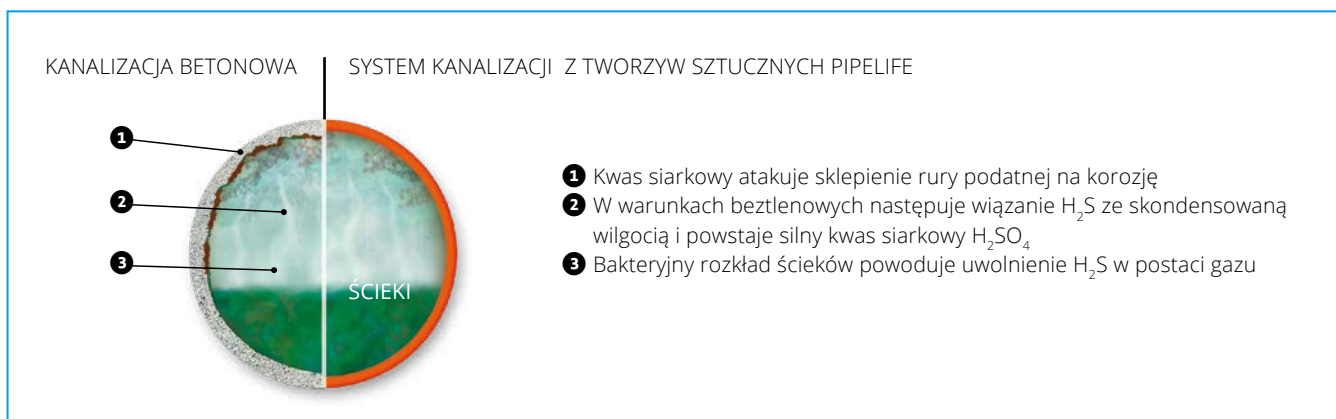 KANALIZACJA BETONOWA
SYSTEM KANALIZACJI Z TWORZYW SZTUCZNYCH PIPELIFE
1
2
3
ŚCIEKI
1 Kwas siarkowy atakuje sklepienie rury podatnej na korozję
2 W warunkach beztlenowych następuje wiązanie H₂S ze skondensowaną
wilgocią i powstaje silny kwas siarkowy H₂SO₄
3 Bakteryjny rozkład ścieków powoduje uwolnienie H₂S w postaci gazu